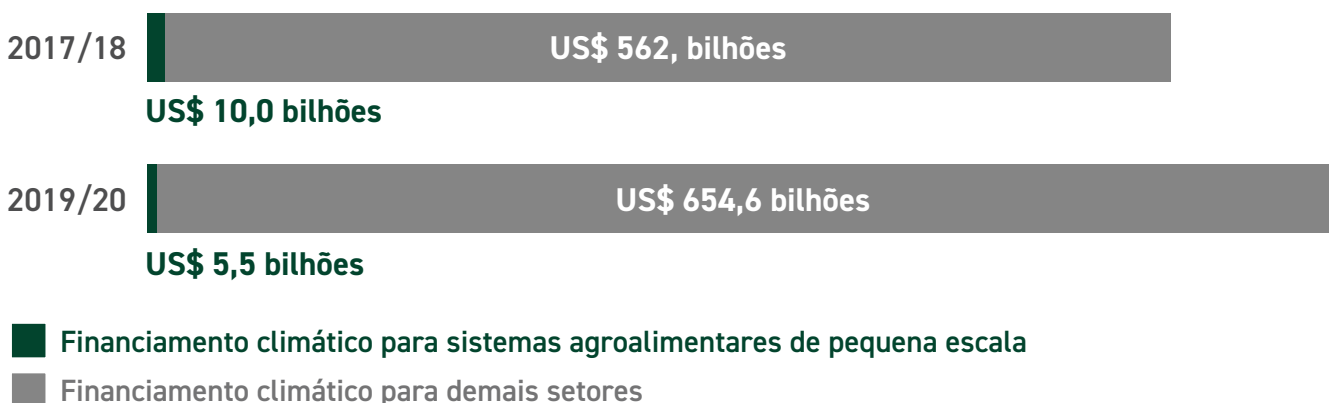 2017/18
US$ 562, bilhões
US$ 10,0 bilhões
2019/20
US$ 654,6 bilhões
US$ 5,5 bilhões
Financiamento climático para sistemas agroalimentares de pequena escala
Financiamento climático para demais setores